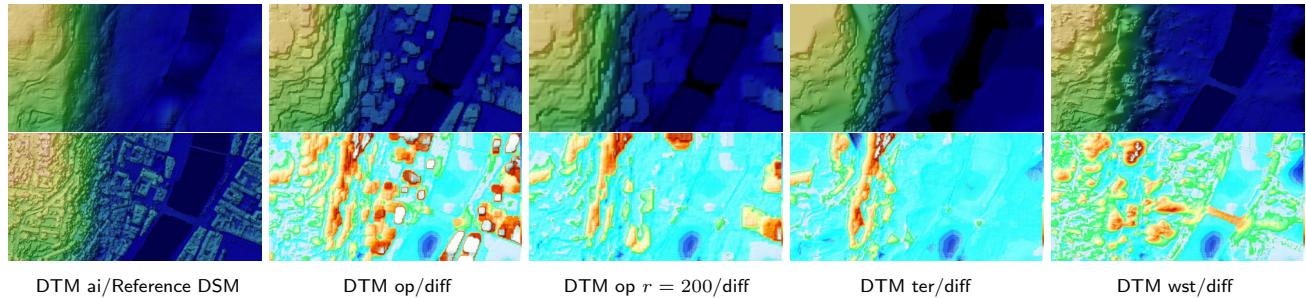 DTM ai/Reference DSM
DTM op/diff
DTM op r = 200/diff
DTM ter/diff
DTM wst/diff